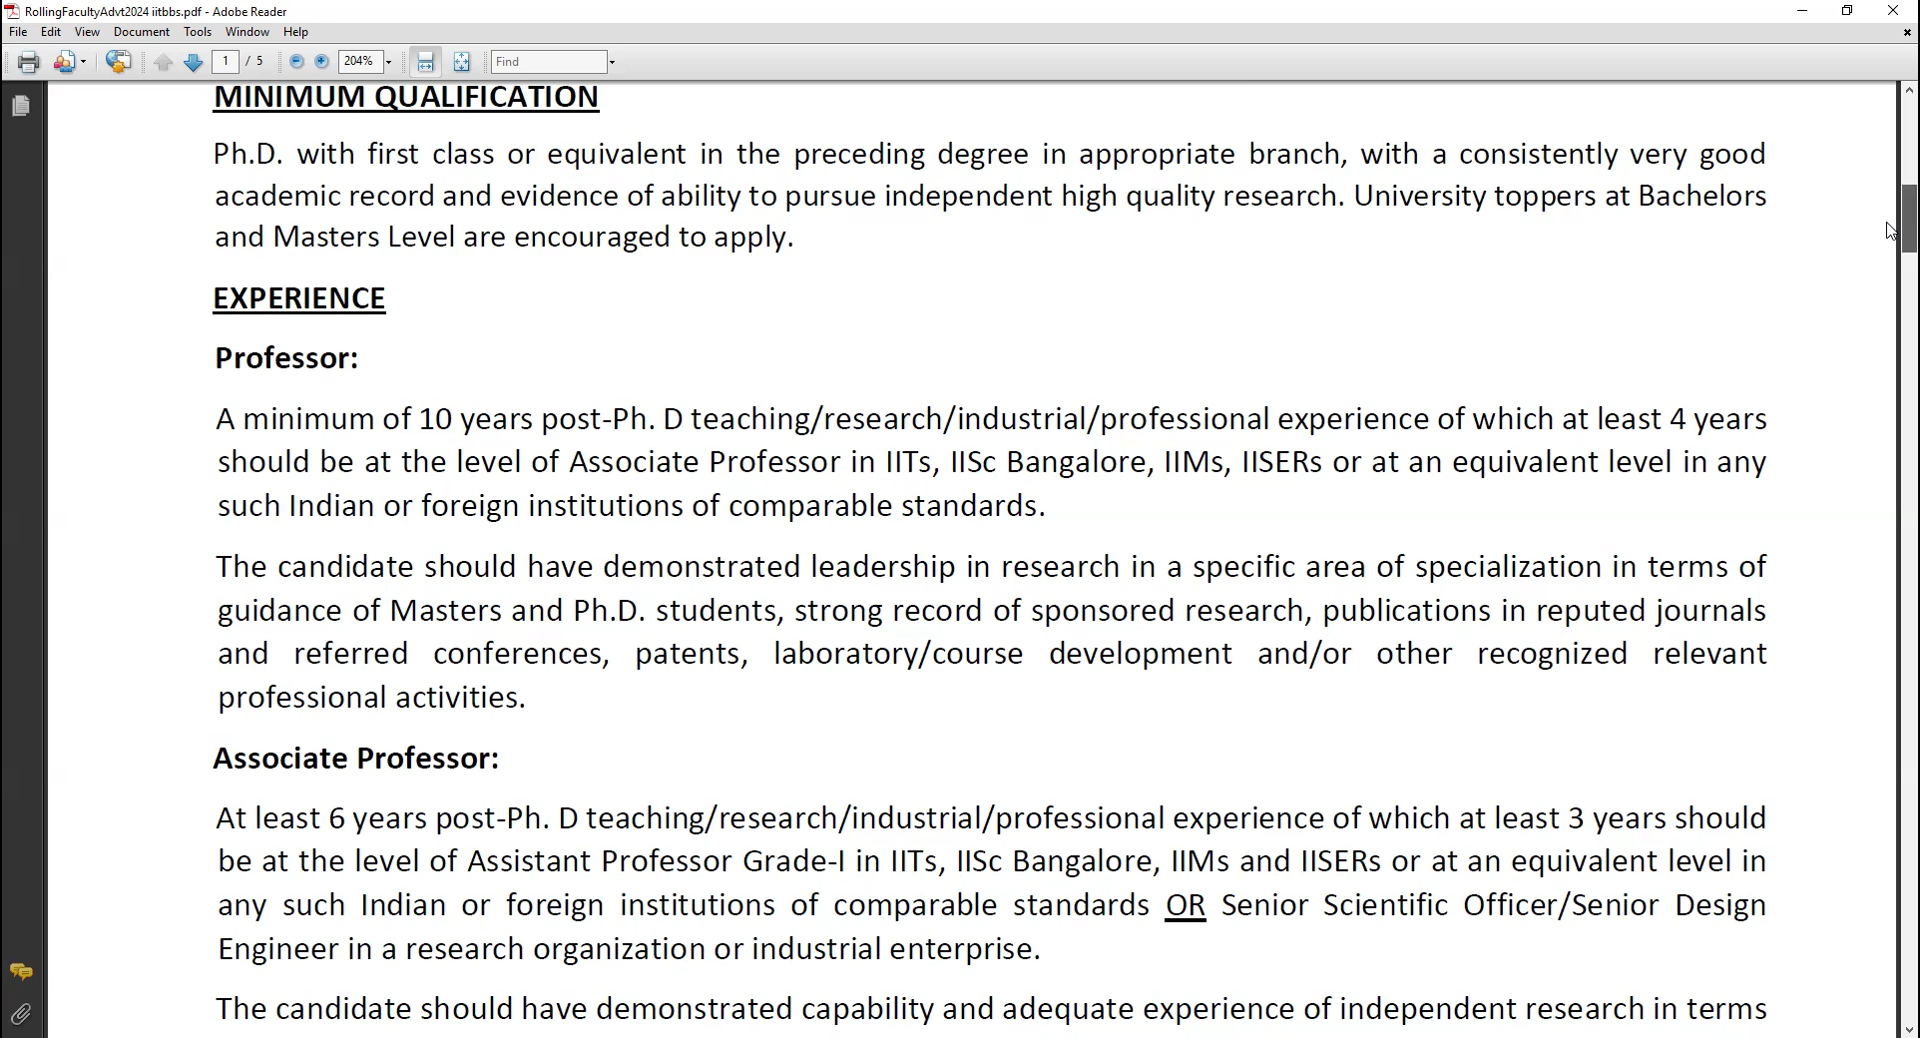 RollingFacultyAdvt2024 iitbbs.pdf - Adobe Reader
File Edit View Document Tools Window Help
1 / 5 204% Find
MINIMUM QUALIFICATION
Ph.D. with first class or equivalent in the preceding degree in appropriate branch, with a consistently very good
academic record and evidence of ability to pursue independent high quality research. University toppers at Bachelors
and Masters Level are encouraged to apply.
EXPERIENCE
Professor:
A minimum of 10 years post-Ph. D teaching/research/industrial/professional experience of which at least 4 years
should be at the level of Associate Professor in IITs, IISc Bangalore, IIMs, IISERs or at an equivalent level in any
such Indian or foreign institutions of comparable standards.
The candidate should have demonstrated leadership in research in a specific area of specialization in terms of
guidance of Masters and Ph.D. students, strong record of sponsored research, publications in reputed journals
and referred conferences, patents, laboratory/course development and/or other recognized relevant
professional activities.
Associate Professor:
At least 6 years post-Ph. D teaching/research/industrial/professional experience of which at least 3 years should
be at the level of Assistant Professor Grade-I in IITs, IISc Bangalore, IIMs and IISERs or at an equivalent level in
any such Indian or foreign institutions of comparable standards OR Senior Scientific Officer/Senior Design
Engineer in a research organization or industrial enterprise.
The candidate should have demonstrated capability and adequate experience of independent research in terms